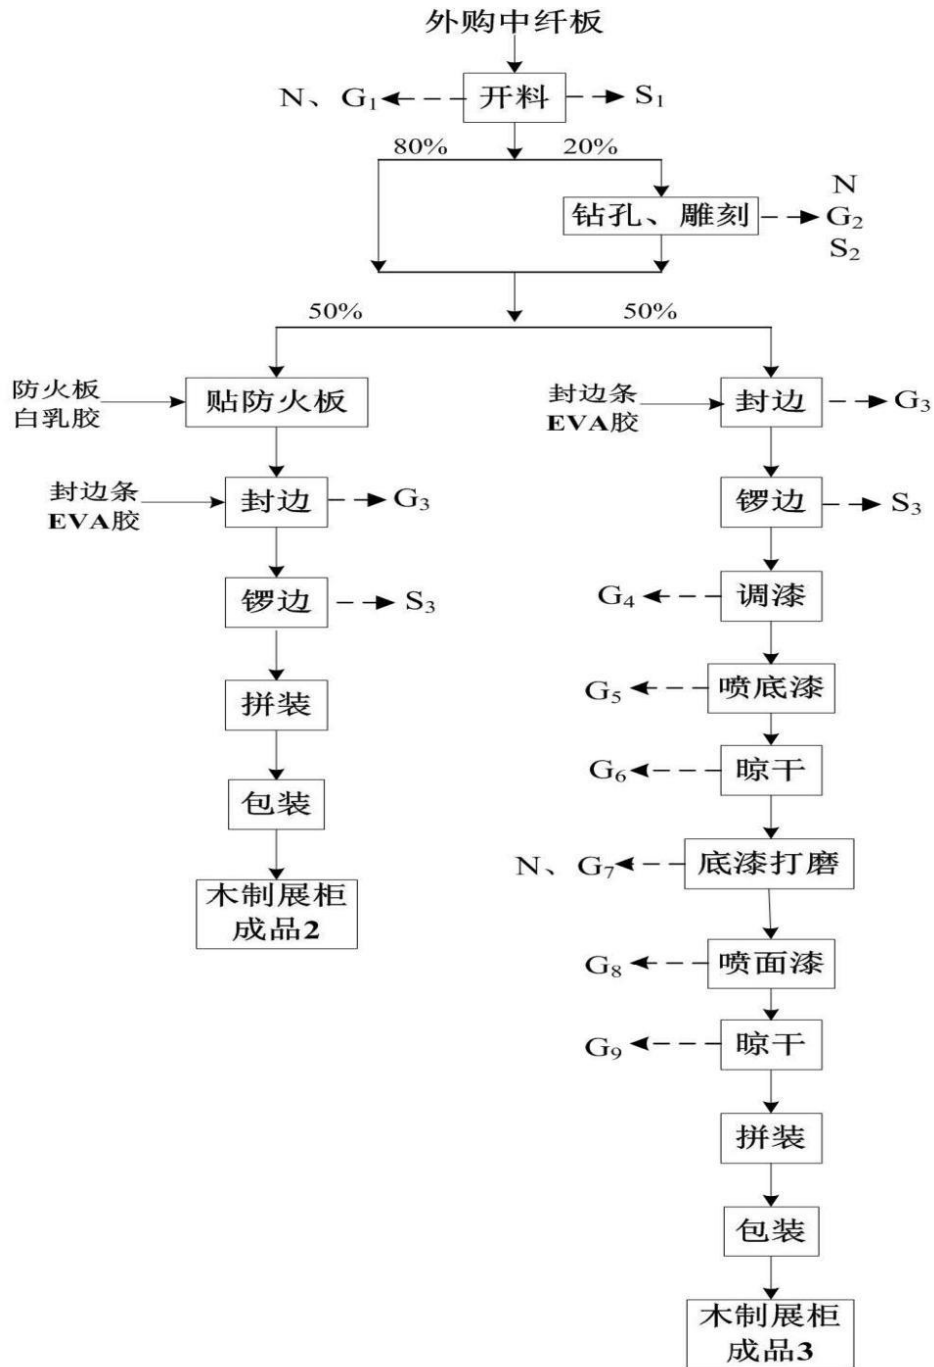 外购中纤板
N、G₁
开料
S₁
80%
20%
钻孔、雕刻
N
G₂
S₂
50%
50%
防火板
白乳胶
贴防火板
封边条
EVA胶
封边
G₃
封边条
EVA胶
封边
G₃
锣边
S₃
锣边
S₃
G₄
调漆
拼装
G₅
喷底漆
G₆
晾干
包装
N、G₇
底漆打磨
木制展柜
成品2
G₈
喷面漆
G₉
晾干
拼装
包装
木制展柜
成品3